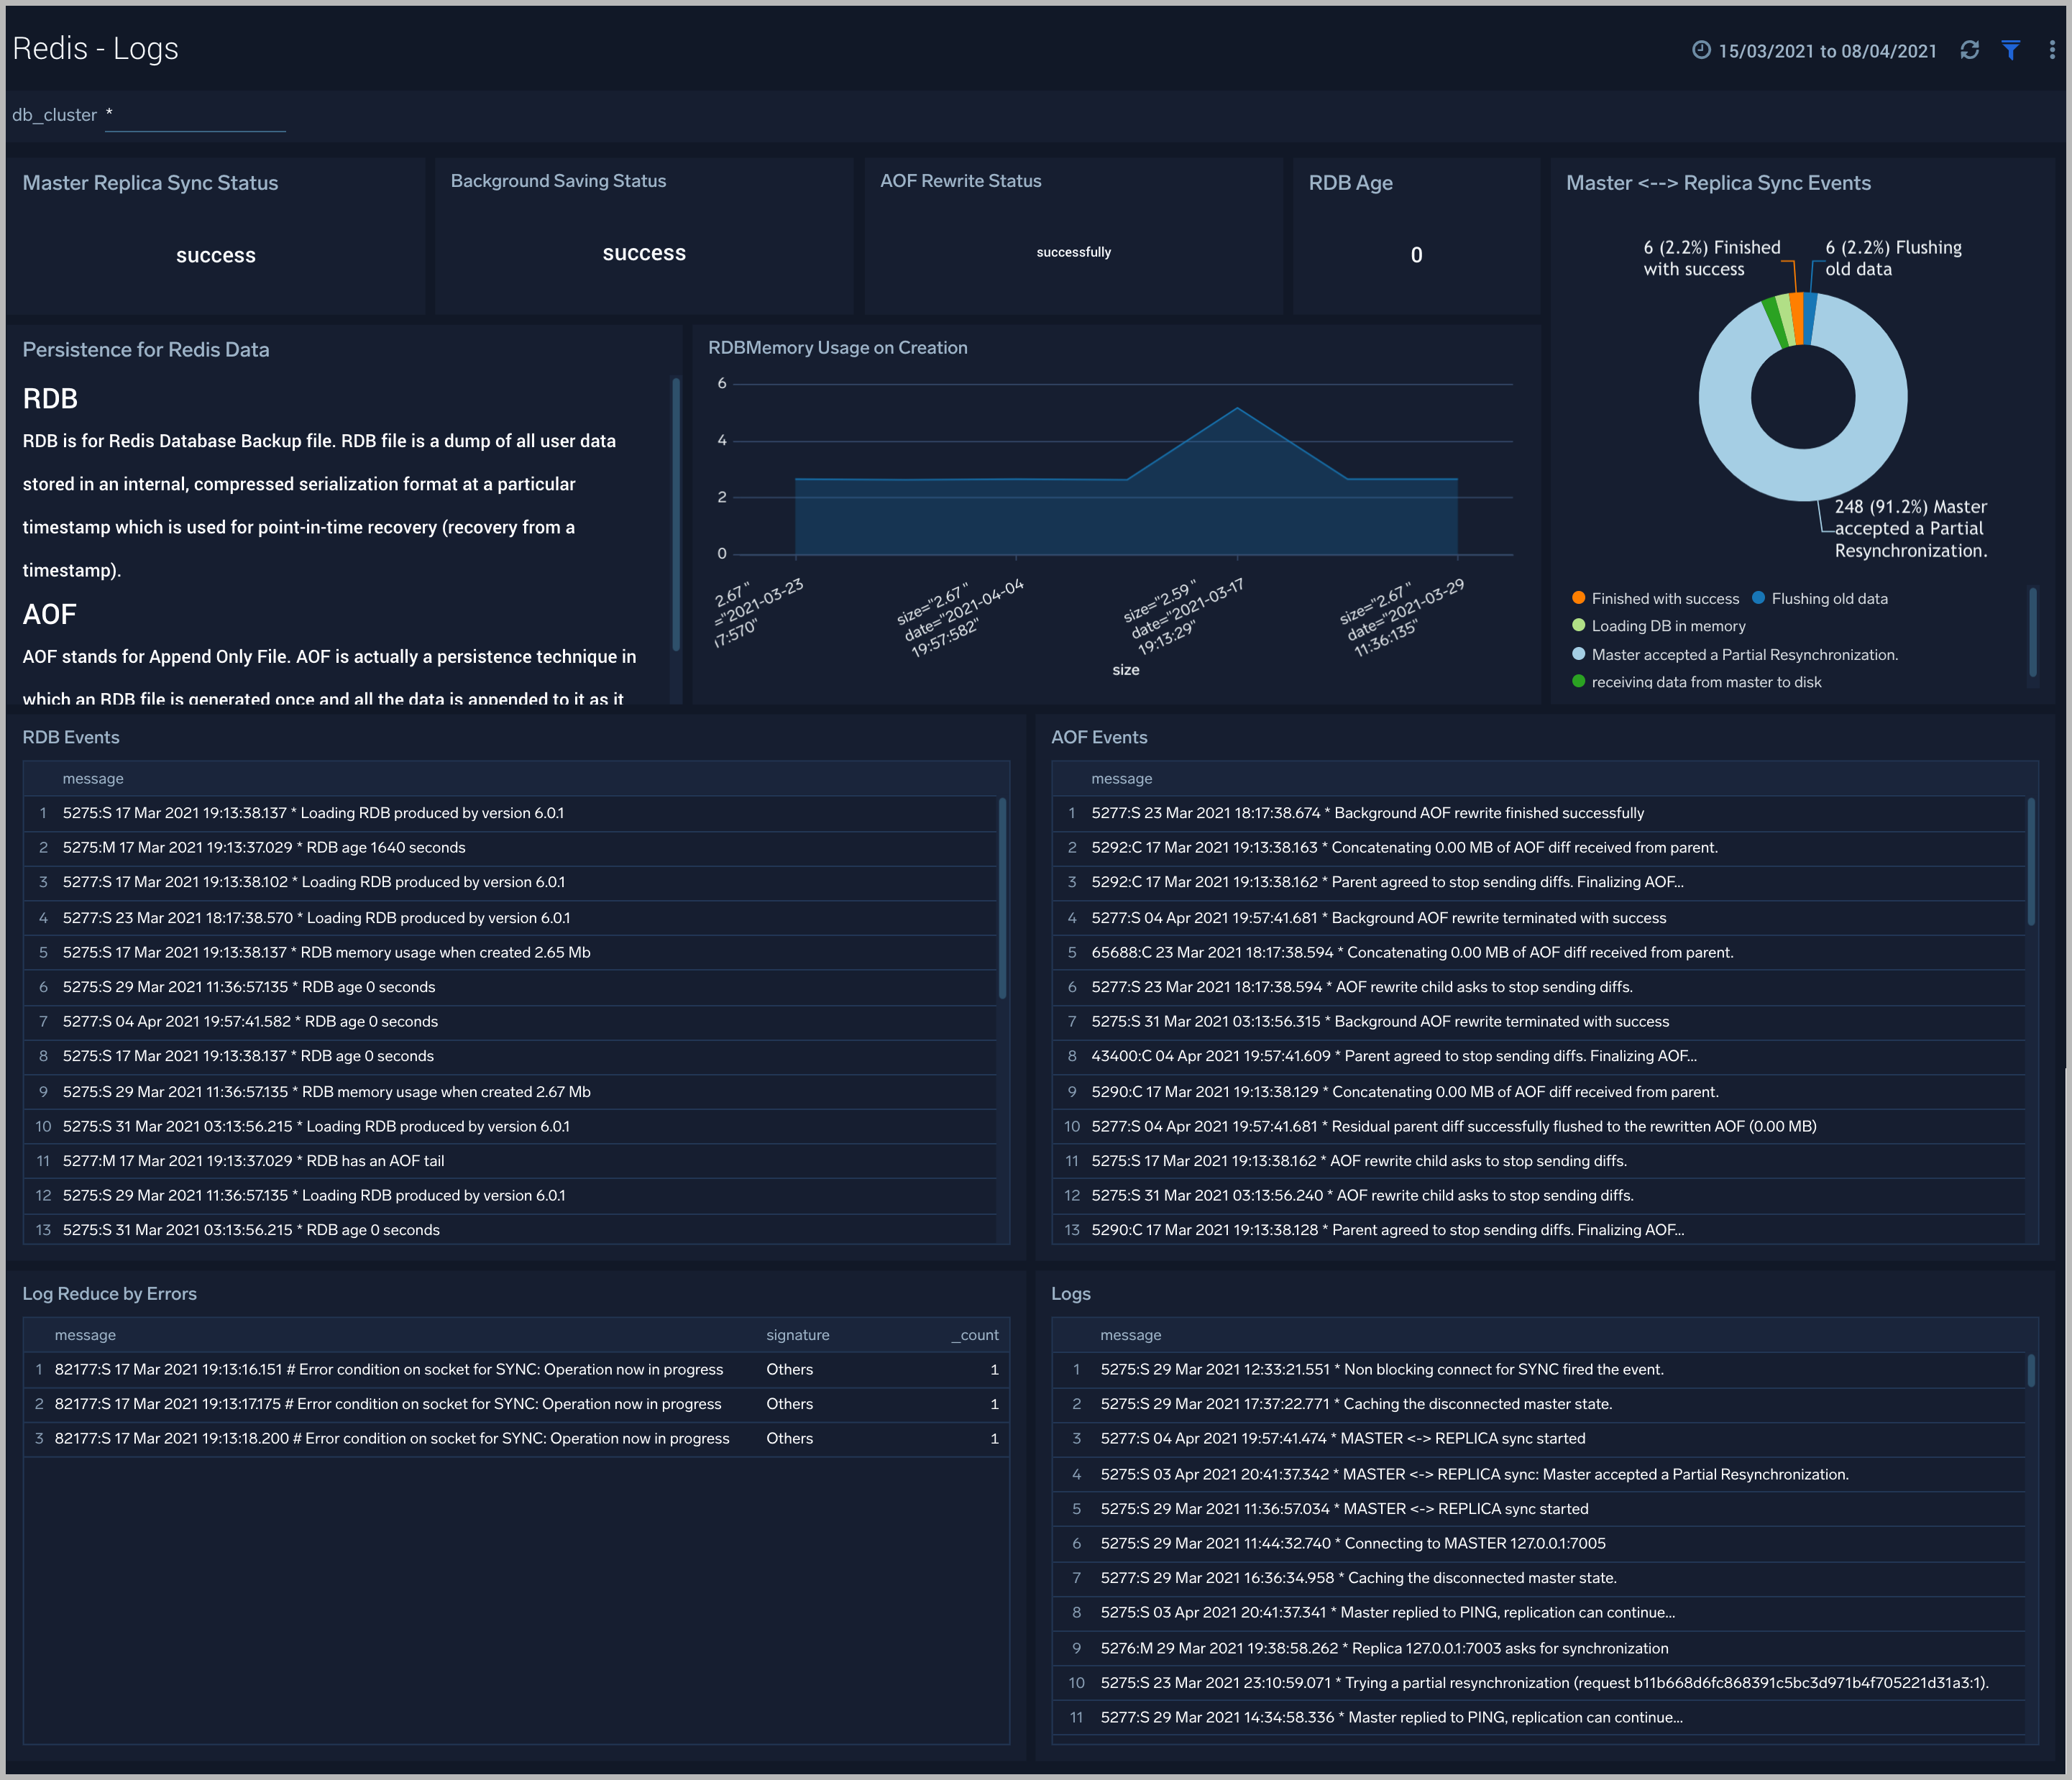 Redis - Logs
15/03/2021 to 08/04/2021
db_cluster *
Master Replica Sync Status
success
Background Saving Status
success
AOF Rewrite Status
successfully
RDB Age
0
Master <--> Replica Sync Events
6 (2.2%) Finished
with success
6 (2.2%) Flushing
old data
248 (91.2%) Master
accepted a Partial
Resynchronization.
Finished with success
Flushing old data
Loading DB in memory
Master accepted a Partial Resynchronization.
receiving data from master to disk
Persistence for Redis Data
RDB
RDB is for Redis Database Backup file. RDB file is a dump of all user data
stored in an internal, compressed serialization format at a particular
timestamp which is used for point-in-time recovery (recovery from a
timestamp).
AOF
AOF stands for Append Only File. AOF is actually a persistence technique in
which an RDB file is generated once and all the data is appended to it as it
RDBMemory Usage on Creation
6
4
2
0
2.67 "
="2021-03-23
17:570"
size="2.67 "
date="2021-04-04
19:57:582"
size="2.59 "
date="2021-03-17
19:13:29"
size="2.67 "
date="2021-03-29
11:36:135"
size
RDB Events
message
1 5275:S 17 Mar 2021 19:13:38.137 * Loading RDB produced by version 6.0.1
2 5275:M 17 Mar 2021 19:13:37.029 * RDB age 1640 seconds
3 5277:S 17 Mar 2021 19:13:38.102 * Loading RDB produced by version 6.0.1
4 5277:S 23 Mar 2021 18:17:38.570 * Loading RDB produced by version 6.0.1
5 5275:S 17 Mar 2021 19:13:38.137 * RDB memory usage when created 2.65 Mb
6 5275:S 29 Mar 2021 11:36:57.135 * RDB age 0 seconds
7 5277:S 04 Apr 2021 19:57:41.582 * RDB age 0 seconds
8 5275:S 17 Mar 2021 19:13:38.137 * RDB age 0 seconds
9 5275:S 29 Mar 2021 11:36:57.135 * RDB memory usage when created 2.67 Mb
10 5275:S 31 Mar 2021 03:13:56.215 * Loading RDB produced by version 6.0.1
11 5277:M 17 Mar 2021 19:13:37.029 * RDB has an AOF tail
12 5275:S 29 Mar 2021 11:36:57.135 * Loading RDB produced by version 6.0.1
13 5275:S 31 Mar 2021 03:13:56.215 * RDB age 0 seconds
AOF Events
message
1 5277:S 23 Mar 2021 18:17:38.674 * Background AOF rewrite finished successfully
2 5292:C 17 Mar 2021 19:13:38.163 * Concatenating 0.00 MB of AOF diff received from parent.
3 5292:C 17 Mar 2021 19:13:38.162 * Parent agreed to stop sending diffs. Finalizing AOF...
4 5277:S 04 Apr 2021 19:57:41.681 * Background AOF rewrite terminated with success
5 65688:C 23 Mar 2021 18:17:38.594 * Concatenating 0.00 MB of AOF diff received from parent.
6 5277:S 23 Mar 2021 18:17:38.594 * AOF rewrite child asks to stop sending diffs.
7 5275:S 31 Mar 2021 03:13:56.315 * Background AOF rewrite terminated with success
8 43400:C 04 Apr 2021 19:57:41.609 * Parent agreed to stop sending diffs. Finalizing AOF...
9 5290:C 17 Mar 2021 19:13:38.129 * Concatenating 0.00 MB of AOF diff received from parent.
10 5277:S 04 Apr 2021 19:57:41.681 * Residual parent diff successfully flushed to the rewritten AOF (0.00 MB)
11 5275:S 17 Mar 2021 19:13:38.162 * AOF rewrite child asks to stop sending diffs.
12 5275:S 31 Mar 2021 03:13:56.240 * AOF rewrite child asks to stop sending diffs.
13 5290:C 17 Mar 2021 19:13:38.128 * Parent agreed to stop sending diffs. Finalizing AOF...
Log Reduce by Errors
message signature _count
1 82177:S 17 Mar 2021 19:13:16.151 # Error condition on socket for SYNC: Operation now in progress Others 1
2 82177:S 17 Mar 2021 19:13:17.175 # Error condition on socket for SYNC: Operation now in progress Others 1
3 82177:S 17 Mar 2021 19:13:18.200 # Error condition on socket for SYNC: Operation now in progress Others 1
Logs
message
1 5275:S 29 Mar 2021 12:33:21.551 * Non blocking connect for SYNC fired the event.
2 5275:S 29 Mar 2021 17:37:22.771 * Caching the disconnected master state.
3 5277:S 04 Apr 2021 19:57:41.474 * MASTER <-> REPLICA sync started
4 5275:S 03 Apr 2021 20:41:37.342 * MASTER <-> REPLICA sync: Master accepted a Partial Resynchronization.
5 5275:S 29 Mar 2021 11:36:57.034 * MASTER <-> REPLICA sync started
6 5275:S 29 Mar 2021 11:44:32.740 * Connecting to MASTER 127.0.0.1:7005
7 5277:S 29 Mar 2021 16:36:34.958 * Caching the disconnected master state.
8 5275:S 03 Apr 2021 20:41:37.341 * Master replied to PING, replication can continue...
9 5276:M 29 Mar 2021 19:38:58.262 * Replica 127.0.0.1:7003 asks for synchronization
10 5275:S 23 Mar 2021 23:10:59.071 * Trying a partial resynchronization (request b11b668d6fc868391c5bc3d971b4f705221d31a3:1).
11 5277:S 29 Mar 2021 14:34:58.336 * Master replied to PING, replication can continue...